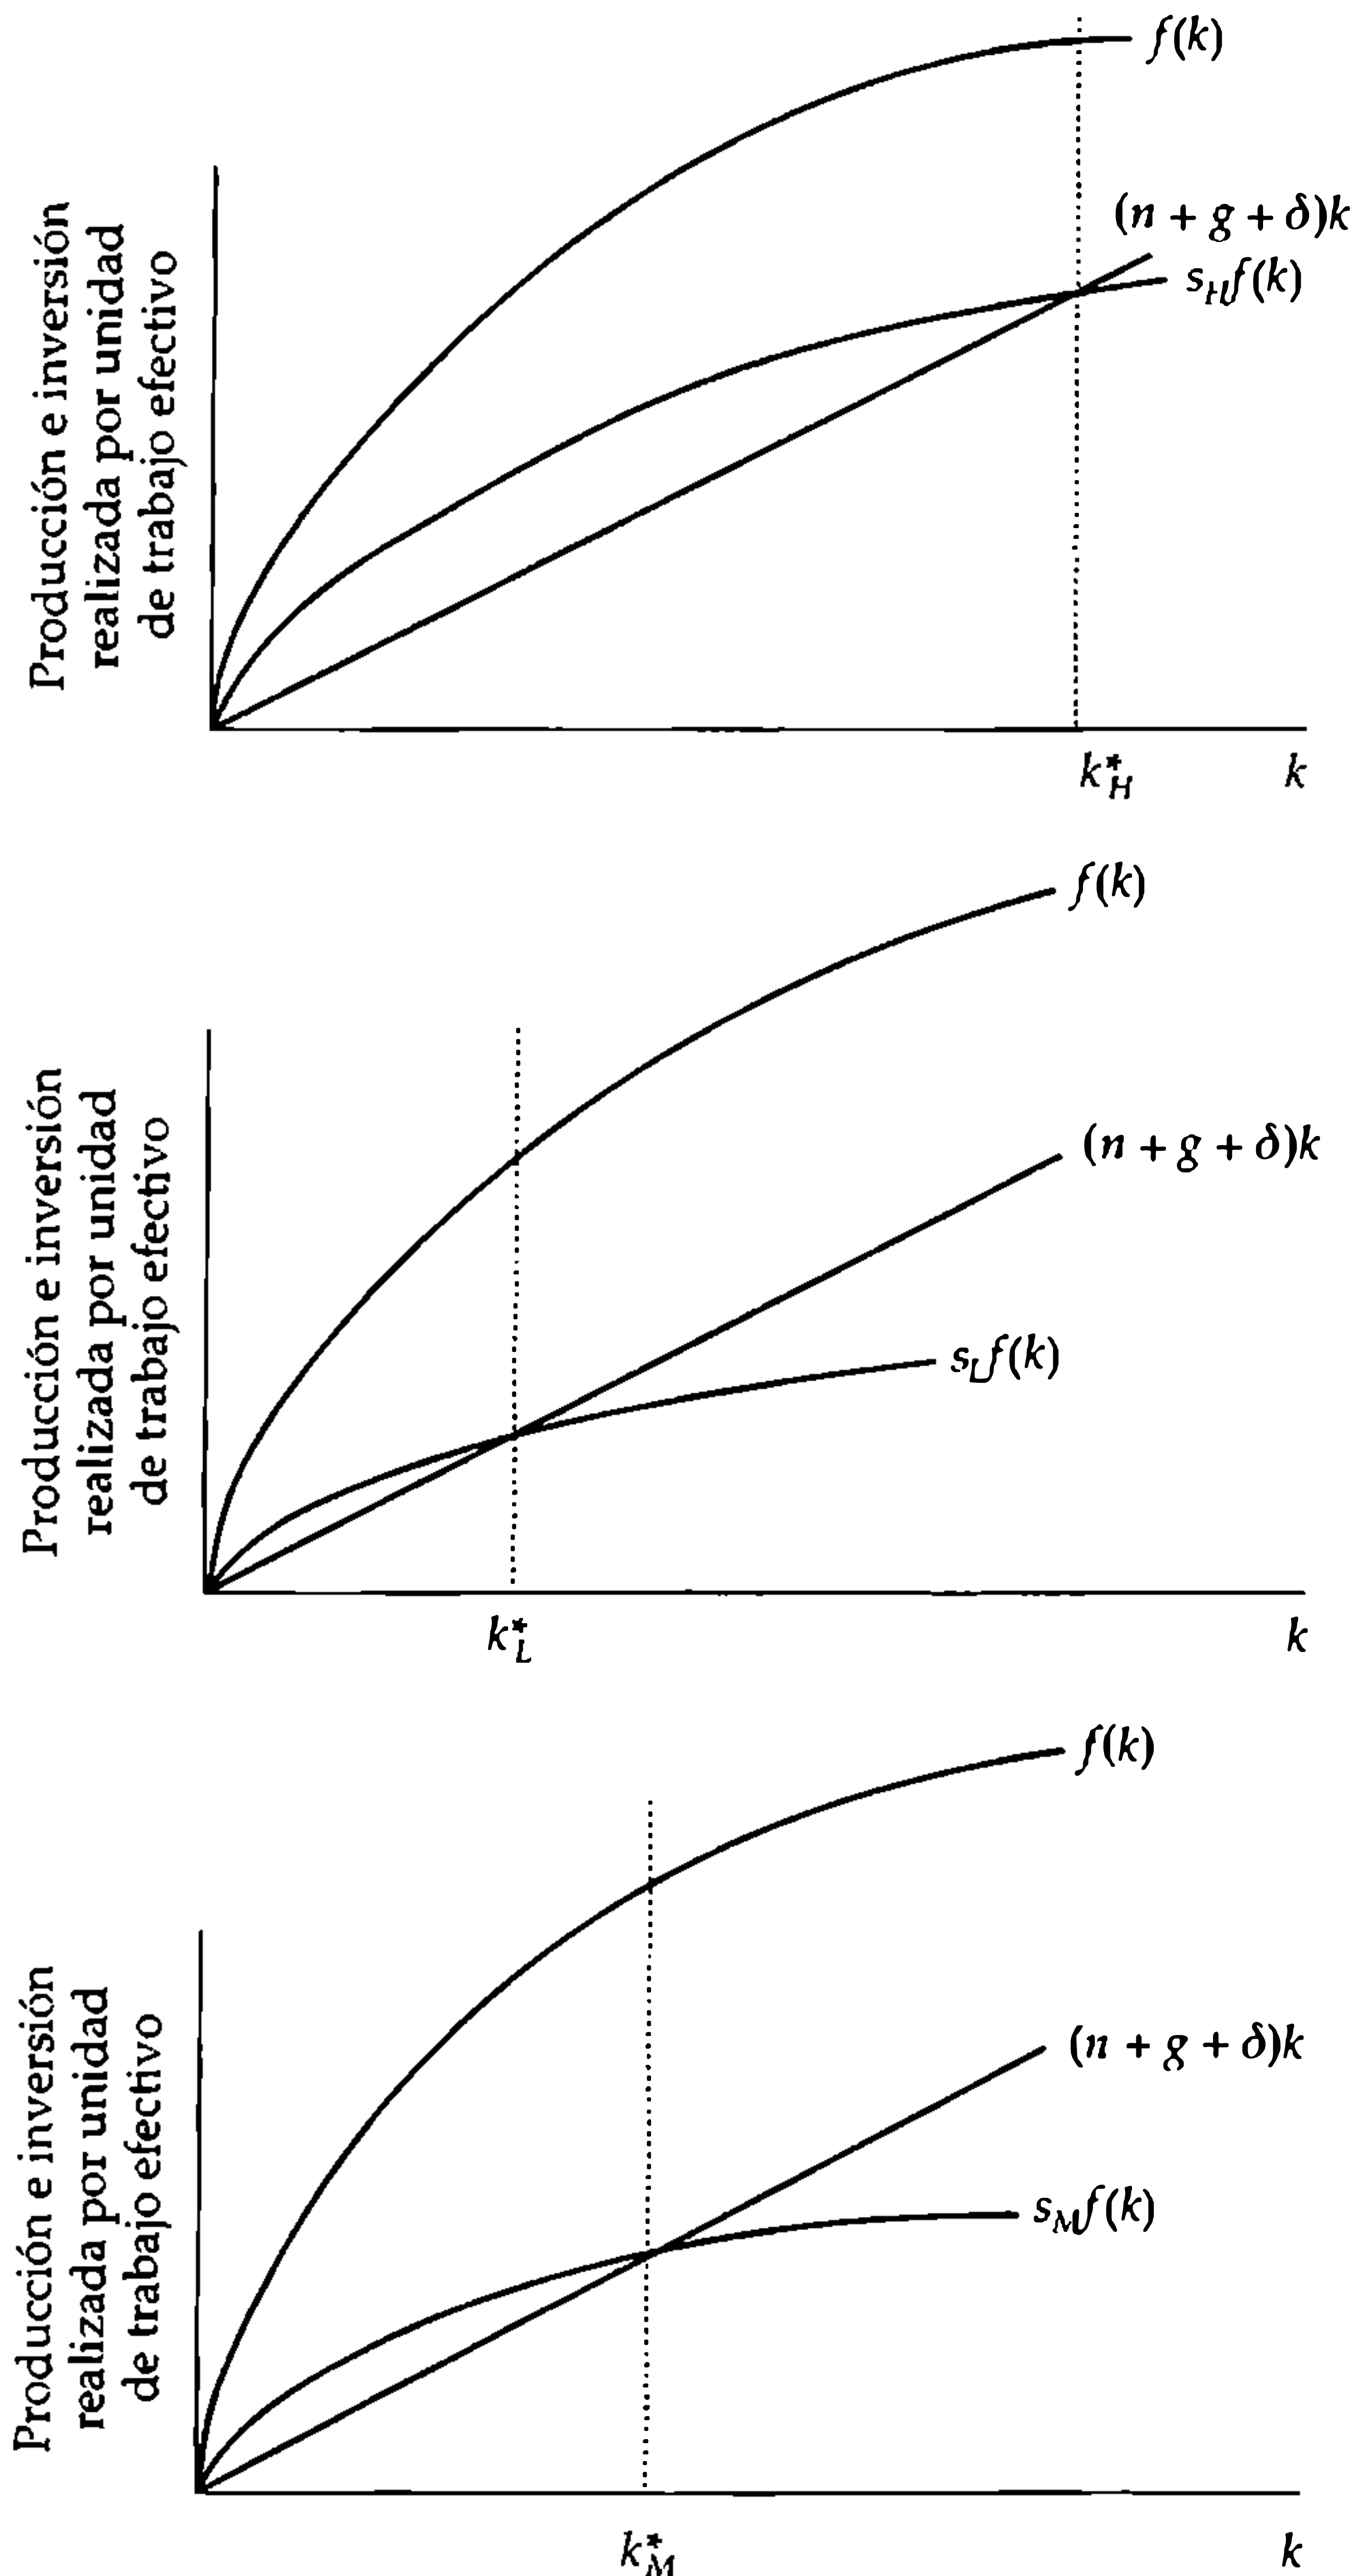 f(k)
(n + g + δ)k
s_H f(k)
Producción e inversión
realizada por unidad
de trabajo efectivo
k*_H
k
f(k)
(n + g + δ)k
s_L f(k)
Producción e inversión
realizada por unidad
de trabajo efectivo
k*_L
k
f(k)
(n + g + δ)k
s_M f(k)
Producción e inversión
realizada por unidad
de trabajo efectivo
k*_M
k